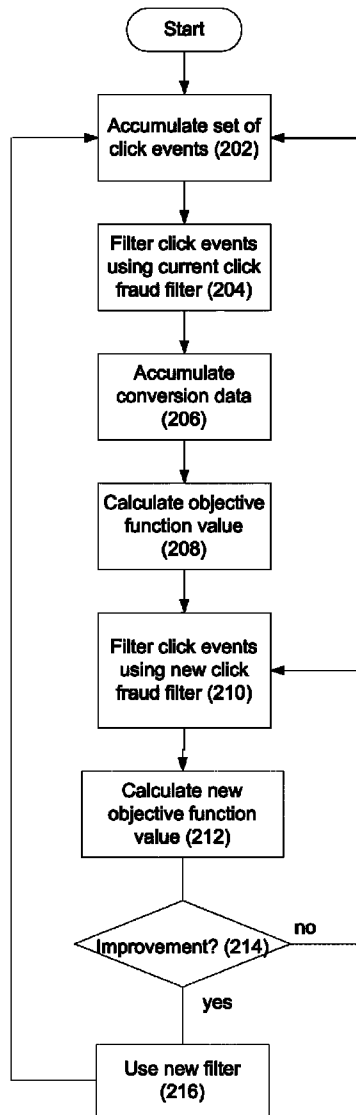 Start
Accumulate set of
click events (202)
Filter click events
using current click
fraud filter (204)
Accumulate
conversion data
(206)
Calculate objective
function value
(208)
Filter click events
using new click
fraud filter (210)
Calculate new
objective function
value (212)
Improvement? (214)
no
yes
Use new filter
(216)